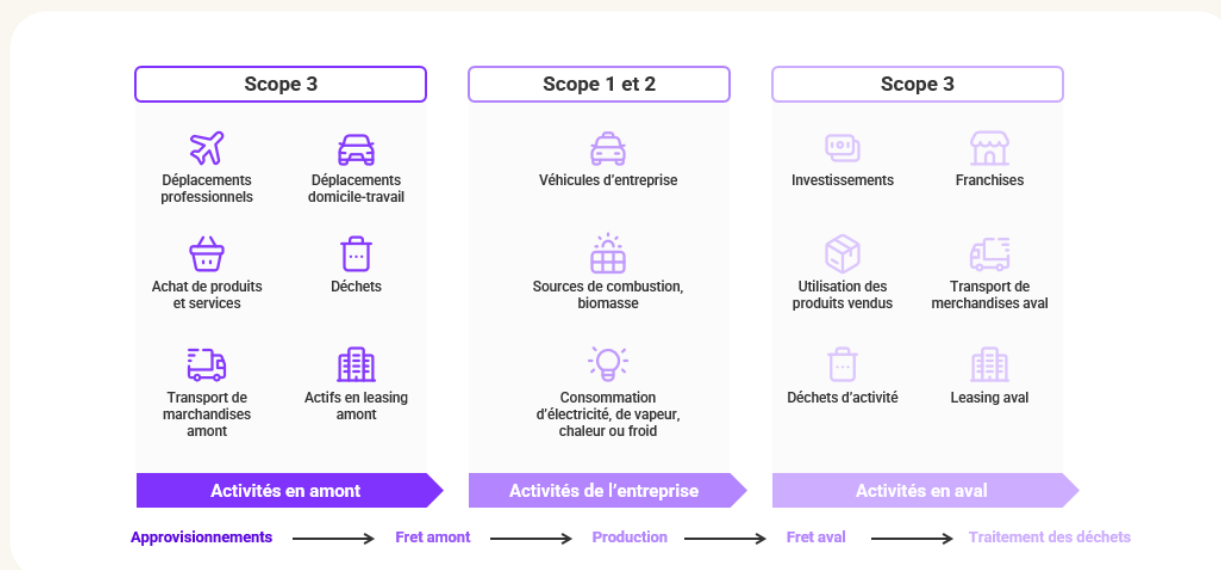 Scope 3
Déplacements
professionnels
Déplacements
domicile-travail
Achat de produits
et services
Déchets
Transport de
marchandises
amont
Actifs en leasing
amont
Activités en amont
Scope 1 et 2
Véhicules d'entreprise
Sources de combustion,
biomasse
Consommation
d'électricité, de vapeur,
chaleur ou froid
Activités de l'entreprise
Scope 3
Investissements
Franchises
Utilisation des
produits vendus
Transport de
merchandises aval
Déchets d'activité
Leasing aval
Activités en aval
Approvisionnements
Fret amont
Production
Fret aval
Traitement des déchets